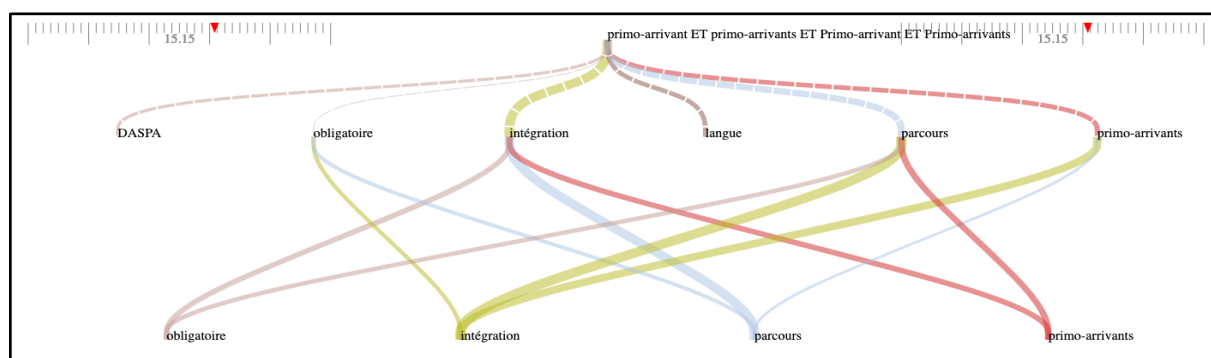 15.15 15.15
primo-arrivant ET primo-arrivants ET Primo-arrivant ET Primo-arrivants
DASPA obligatoire intégration langue parcours primo-arrivants
obligatoire intégration parcours primo-arrivants